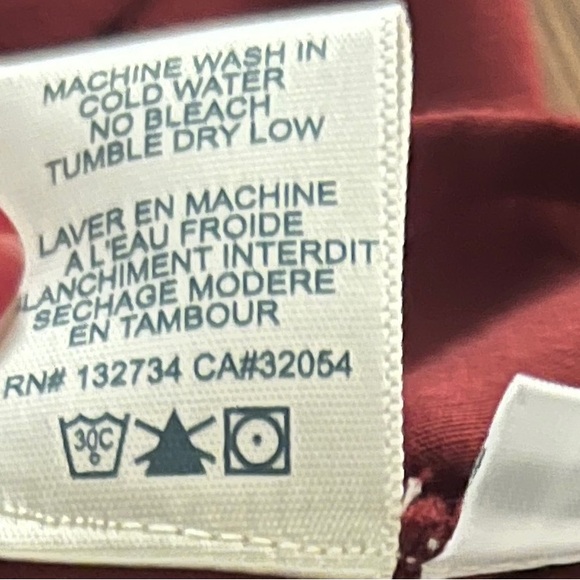 MACHINE WASH IN
COLD WATER
NO BLEACH
TUMBLE DRY LOW
LAVER EN MACHINE
A L'EAU FROIDE
LANCHIMENT INTERDIT
SECHAGE MODERE
EN TAMBOUR
RN# 132734 CA#32054
30C